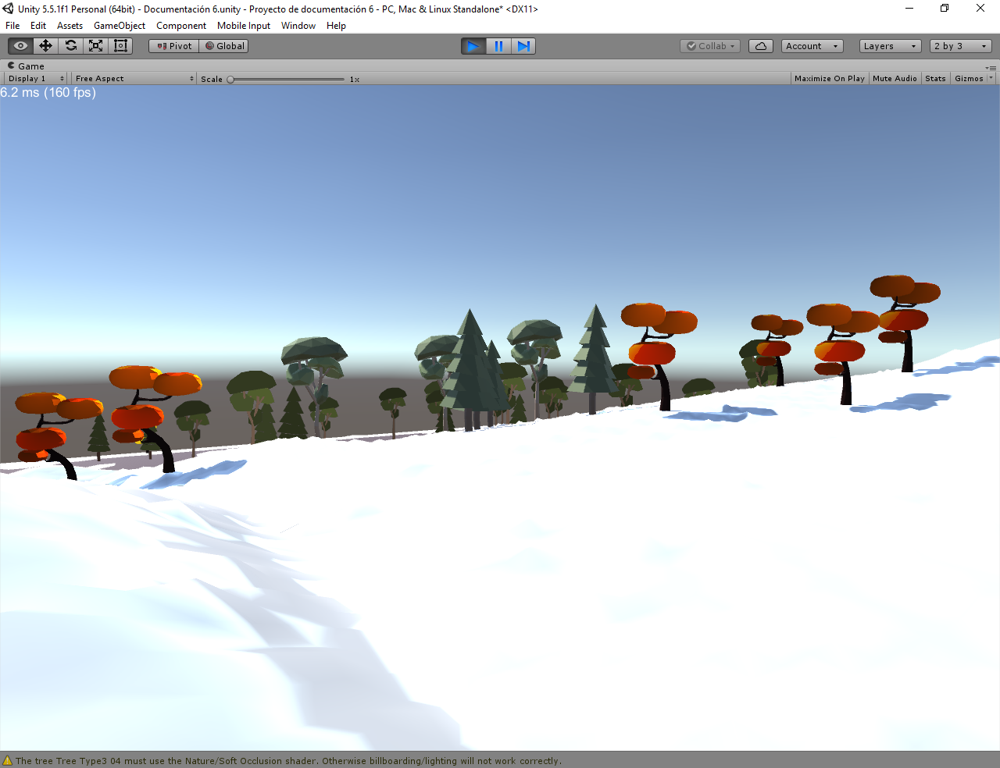 Unity 5.5.1f1 Personal (64bit) - Documentación 6.unity - Proyecto de documentación 6 - PC, Mac & Linux Standalone* <DX11>
File Edit Assets GameObject Component Mobile Input Window Help
Pivot Global Collab Account Layers 2 by 3
Game
Display 1 Free Aspect Scale 1x Maximize On Play Mute Audio Stats Gizmos
6.2 ms (160 fps)
The tree Tree Type3 04 must use the Nature/Soft Occlusion shader. Otherwise billboarding/lighting will not work correctly.